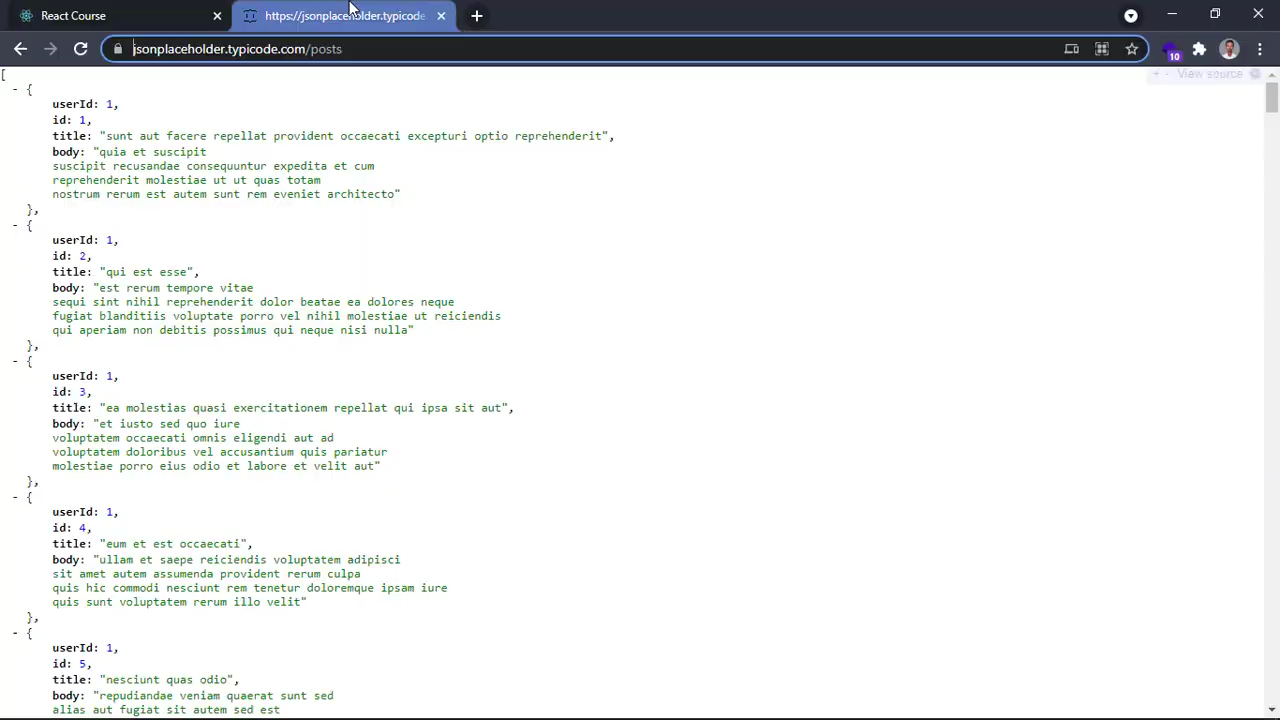 React Course
https://jsonplaceholder.typicode
jsonplaceholder.typicode.com/posts
10
+ - View source
[
- {
userId: 1,
id: 1,
title: "sunt aut facere repellat provident occaecati excepturi optio reprehenderit",
body: "quia et suscipit
suscipit recusandae consequuntur expedita et cum
reprehenderit molestiae ut ut quas totam
nostrum rerum est autem sunt rem eveniet architecto"
},
- {
userId: 1,
id: 2,
title: "qui est esse",
body: "est rerum tempore vitae
sequi sint nihil reprehenderit dolor beatae ea dolores neque
fugiat blanditiis voluptate porro vel nihil molestiae ut reiciendis
qui aperiam non debitis possimus qui neque nisi nulla"
},
- {
userId: 1,
id: 3,
title: "ea molestias quasi exercitationem repellat qui ipsa sit aut",
body: "et iusto sed quo iure
voluptatem occaecati omnis eligendi aut ad
voluptatem doloribus vel accusantium quis pariatur
molestiae porro eius odio et labore et velit aut"
},
- {
userId: 1,
id: 4,
title: "eum et est occaecati",
body: "ullam et saepe reiciendis voluptatem adipisci
sit amet autem assumenda provident rerum culpa
quis hic commodi nesciunt rem tenetur doloremque ipsam iure
quis sunt voluptatem rerum illo velit"
},
- {
userId: 1,
id: 5,
title: "nesciunt quas odio",
body: "repudiandae veniam quaerat sunt sed
alias aut fugiat sit autem sed est